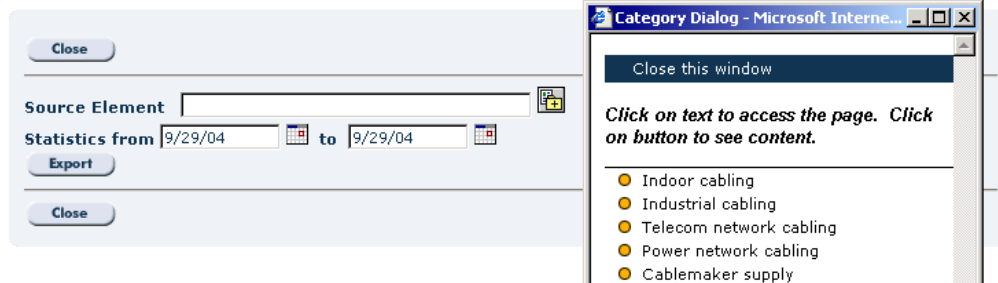 Close
Source Element
Statistics from 9/29/04 to 9/29/04
Export
Close
Category Dialog - Microsoft Interne...
Close this window
Click on text to access the page. Click
on button to see content.
Indoor cabling
Industrial cabling
Telecom network cabling
Power network cabling
Cablemaker supply